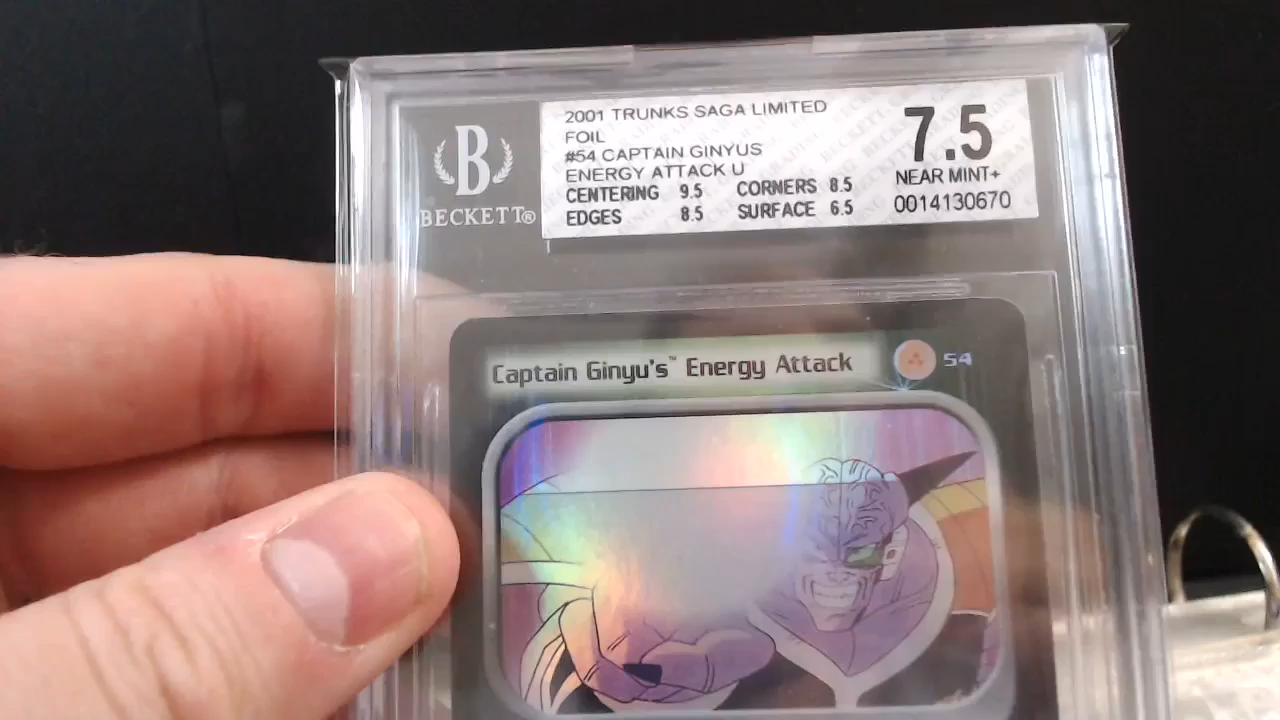 B
BECKETT®
2001 TRUNKS SAGA LIMITED
FOIL
#54 CAPTAIN GINYUS
ENERGY ATTACK U
CENTERING 9.5 CORNERS 8.5
EDGES 8.5 SURFACE 6.5
7.5
NEAR MINT+
0014130670
Captain Ginyu's™ Energy Attack 54